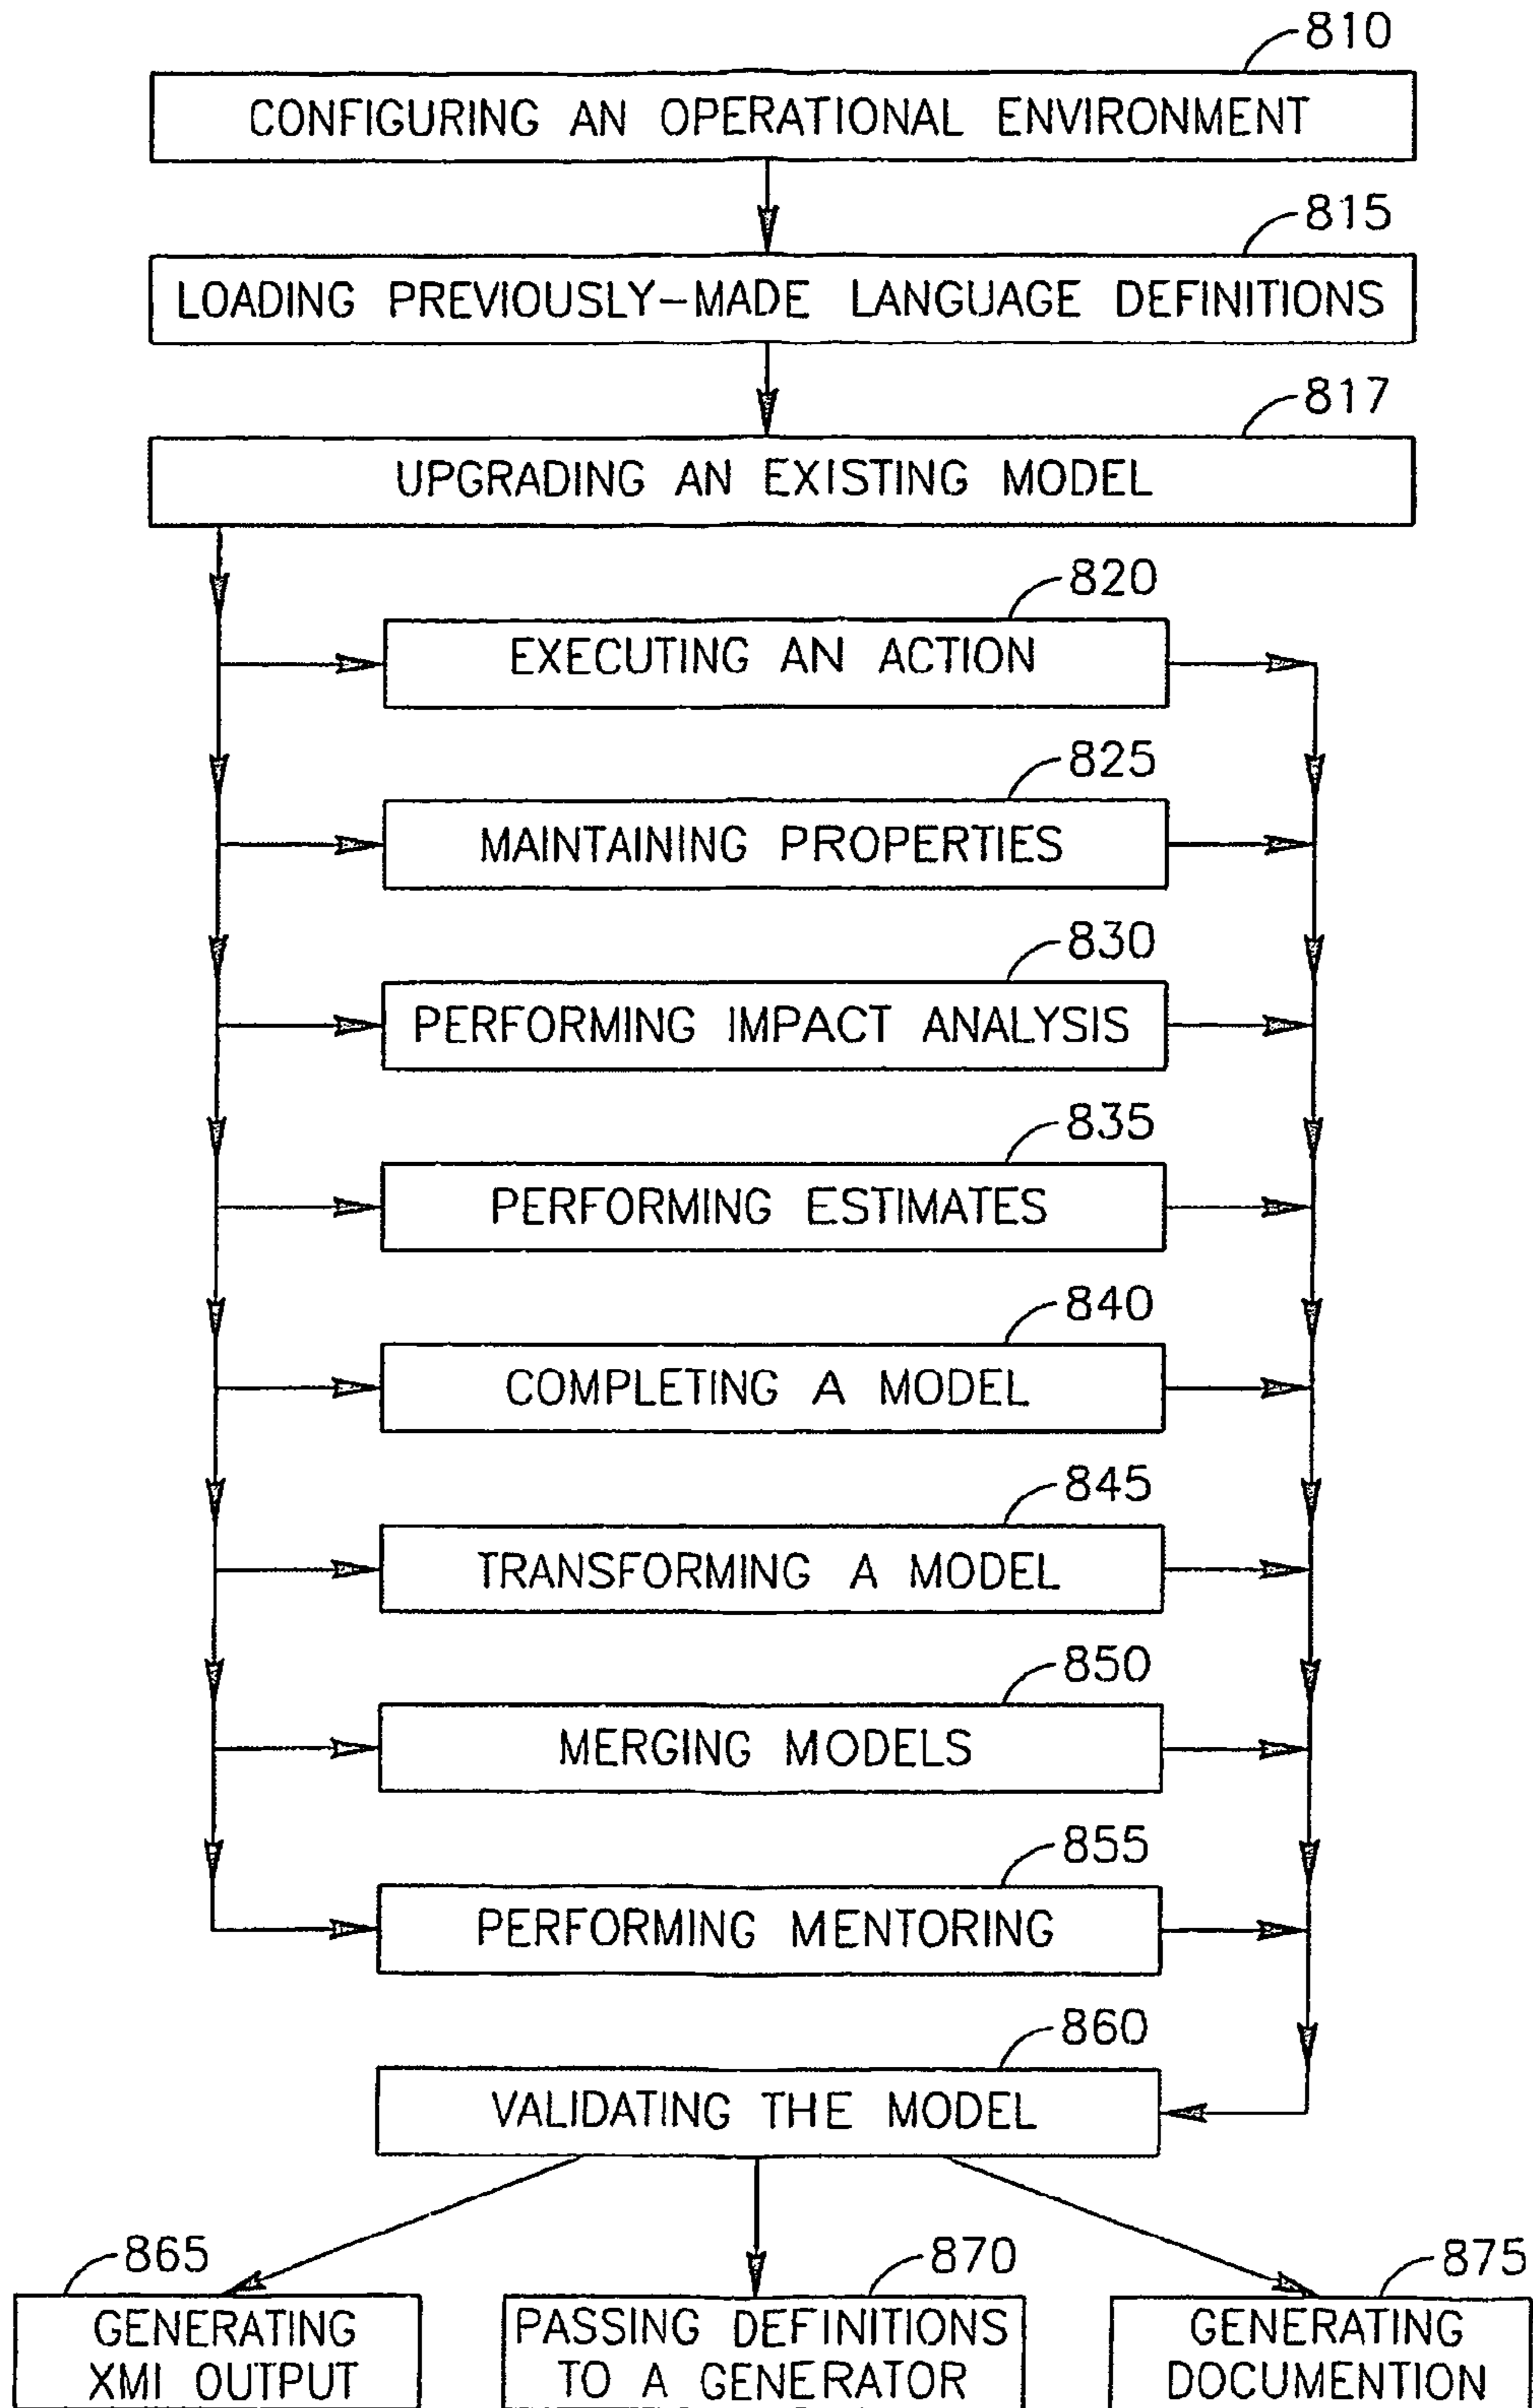 810
CONFIGURING AN OPERATIONAL ENVIRONMENT
815
LOADING PREVIOUSLY-MADE LANGUAGE DEFINITIONS
817
UPGRADING AN EXISTING MODEL
820
EXECUTING AN ACTION
825
MAINTAINING PROPERTIES
830
PERFORMING IMPACT ANALYSIS
835
PERFORMING ESTIMATES
840
COMPLETING A MODEL
845
TRANSFORMING A MODEL
850
MERGING MODELS
855
PERFORMING MENTORING
860
VALIDATING THE MODEL
865
GENERATING
XMI OUTPUT
870
PASSING DEFINITIONS
TO A GENERATOR
875
GENERATING
DOCUMENTION